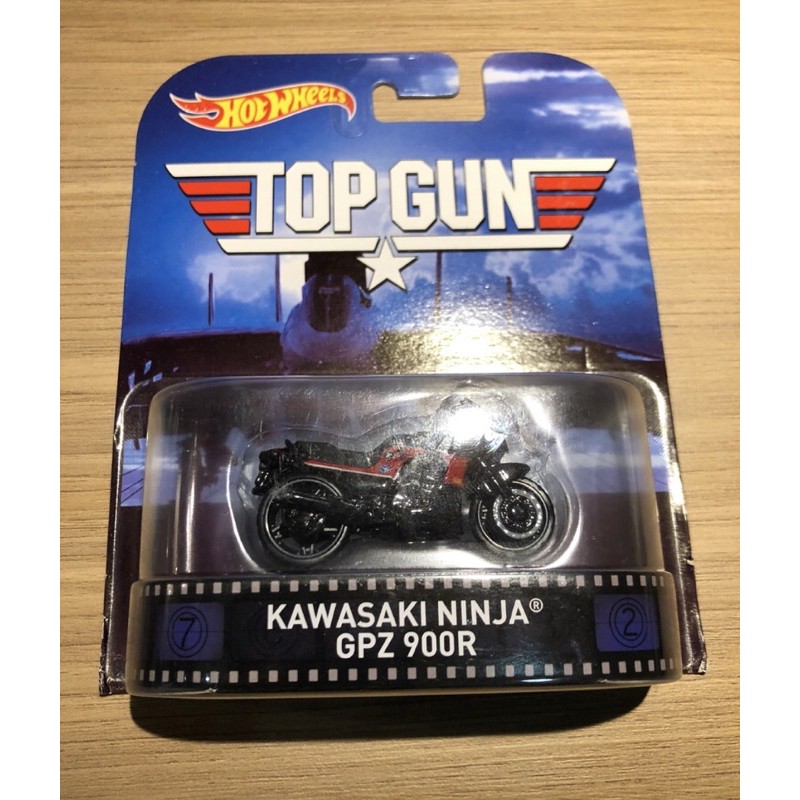 HOT WHEELS
TOP GUN
KAWASAKI NINJA®
GPZ 900R
7
2